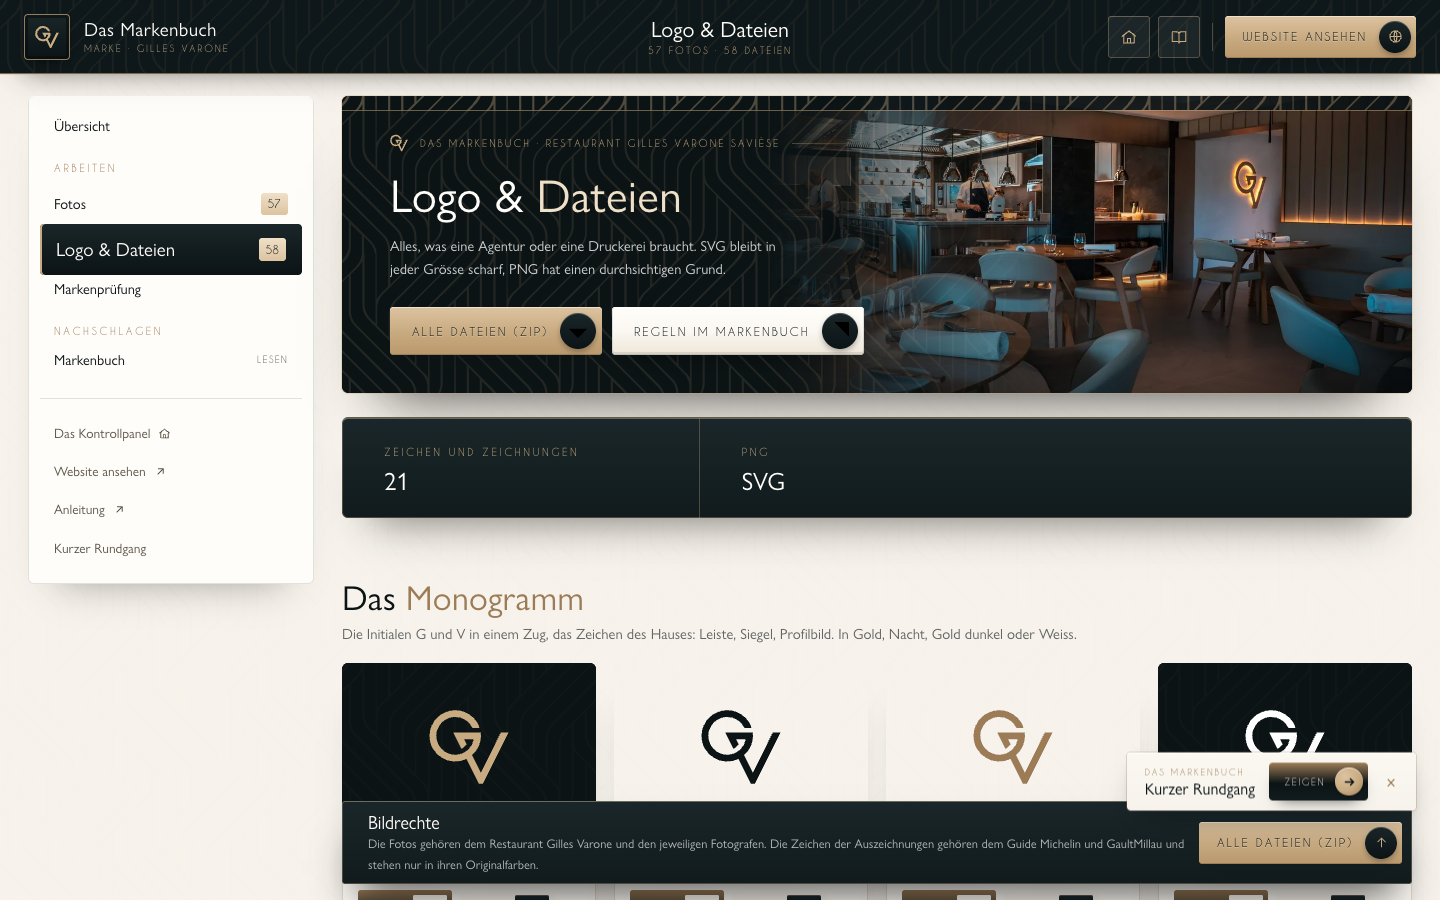 Das Markenbuch
MARKE · GILLES VARONE
Logo & Dateien
57 FOTOS · 58 DATEIEN
WEBSITE ANSEHEN
Übersicht
ARBEITEN
Fotos 57
Logo & Dateien 58
Markenprüfung
NACHSCHLAGEN
Markenbuch LESEN
Das Kontrollpanel
Website ansehen ↗
Anleitung ↗
Kurzer Rundgang
DAS MARKENBUCH · RESTAURANT GILLES VARONE SAVIÈSE
Logo & Dateien
Alles, was eine Agentur oder eine Druckerei braucht. SVG bleibt in
jeder Grösse scharf, PNG hat einen durchsichtigen Grund.
ALLE DATEIEN (ZIP)
REGELN IM MARKENBUCH
GV
ZEICHEN UND ZEICHNUNGEN
21
PNG
SVG
Das Monogramm
Die Initialen G und V in einem Zug, das Zeichen des Hauses: Leiste, Siegel, Profilbild. In Gold, Nacht, Gold dunkel oder Weiss.
GV
GV
GV
GV
DAS MARKENBUCH
Kurzer Rundgang
ZEIGEN → ×
Bildrechte
Die Fotos gehören dem Restaurant Gilles Varone und den jeweiligen Fotografen. Die Zeichen der Auszeichnungen gehören dem Guide Michelin und GaultMillau und
stehen nur in ihren Originalfarben.
ALLE DATEIEN (ZIP) ↑